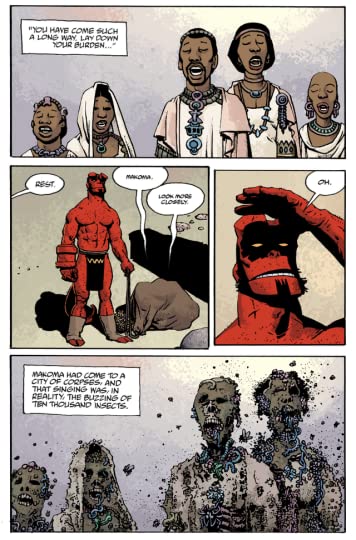 "YOU HAVE COME SUCH
A LONG WAY. LAY DOWN
YOUR BURDEN..."
REST.
MAKOMA.
LOOK MORE
CLOSELY.
OH.
MAKOMA HAD COME TO A
CITY OF CORPSES, AND
THAT SINGING WAS, IN
REALITY, THE BUZZING OF
TEN THOUSAND INSECTS.